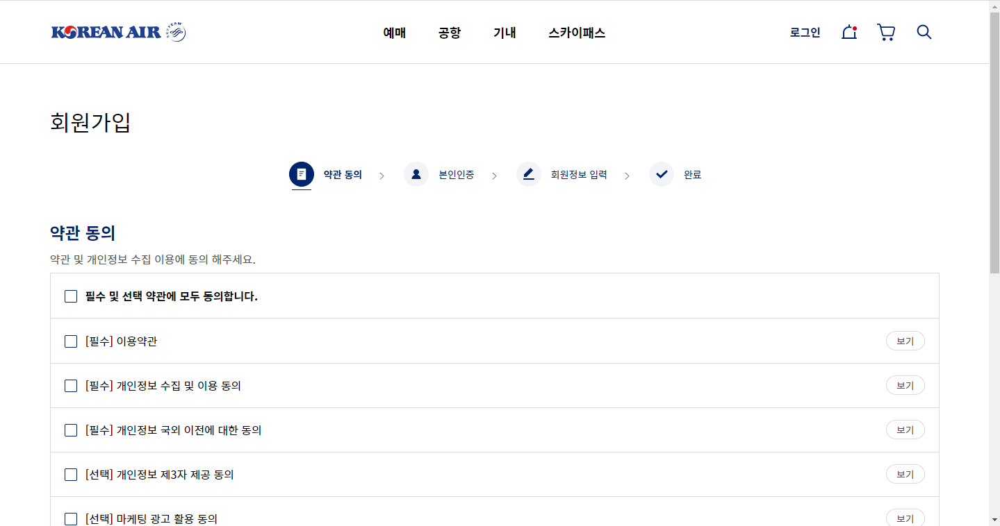 KOREAN AIR SKYTEAM
예매 공항 기내 스카이패스 로그인
회원가입
약관 동의 본인인증 회원정보 입력 완료
약관 동의
약관 및 개인정보 수집 이용에 동의 해주세요.
필수 및 선택 약관에 모두 동의합니다.
[필수] 이용약관 보기
[필수] 개인정보 수집 및 이용 동의 보기
[필수] 개인정보 국외 이전에 대한 동의 보기
[선택] 개인정보 제3자 제공 동의 보기
[선택] 마케팅 광고 활용 동의 보기